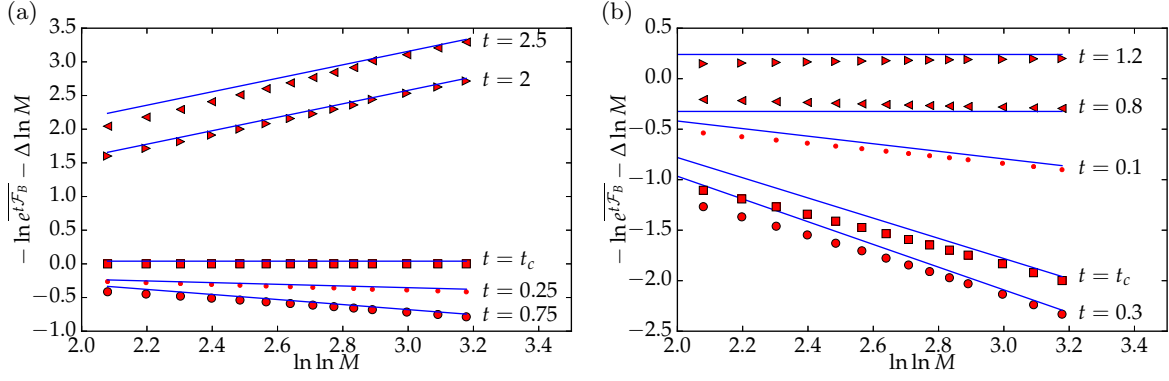 (a)
− ln \overline{e^{t\mathcal{F}_B}} − Δ ln M
3.5
3.0
2.5
2.0
1.5
1.0
0.5
0.0
−0.5
−1.0
t = 2.5
t = 2
t = t_c
t = 0.25
t = 0.75
2.0 2.2 2.4 2.6 2.8 3.0 3.2 3.4
ln ln M
(b)
− ln \overline{e^{t\mathcal{F}_B}} − Δ ln M
0.5
0.0
−0.5
−1.0
−1.5
−2.0
−2.5
t = 1.2
t = 0.8
t = 0.1
t = t_c
t = 0.3
2.0 2.2 2.4 2.6 2.8 3.0 3.2 3.4
ln ln M